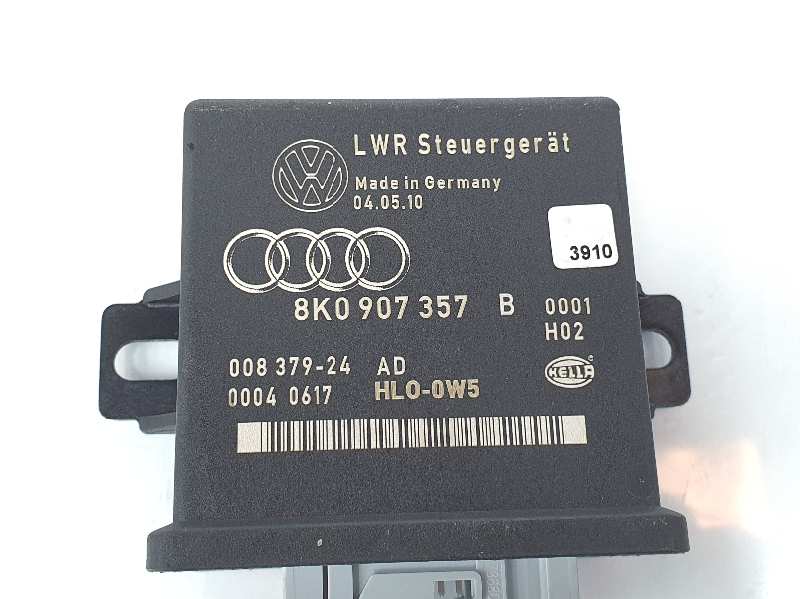 LWR Steuergerät
Made in Germany
04.05.10
3910
8K0 907 357 B 0001
H02
008 379-24 AD
0004 0617 HLO-0W5
HELLA